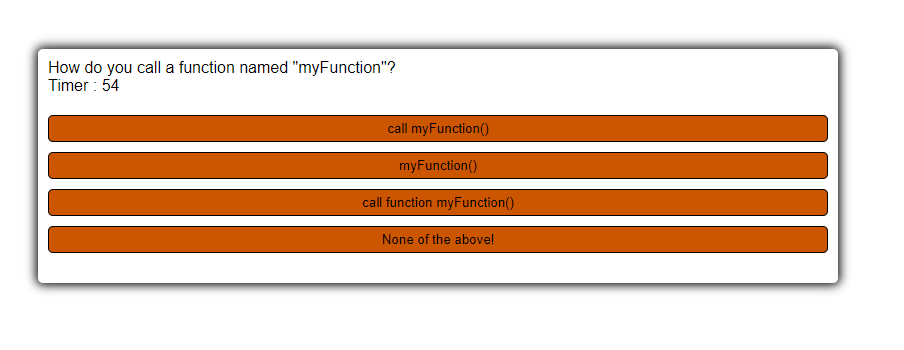 How do you call a function named "myFunction"?
Timer : 54
call myFunction()
myFunction()
call function myFunction()
None of the above!